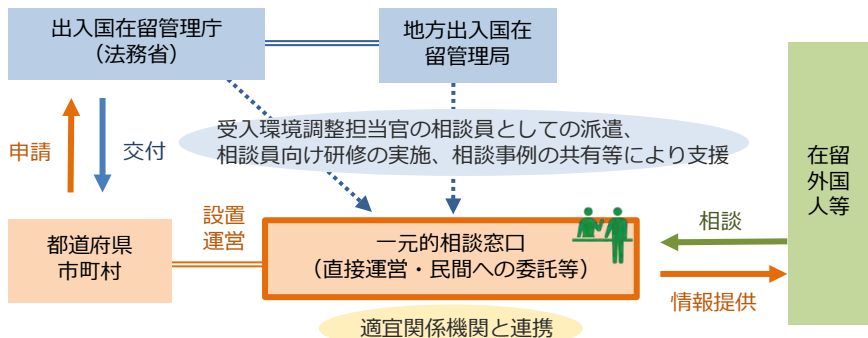 出入国在留管理庁
（法務省）
地方出入国在
留管理局
受入環境調整担当官の相談員としての派遣、
相談員向け研修の実施、相談事例の共有等により支援
申請
交付
在留
外国
人等
設置
運営
都道府県
市町村
一元的相談窓口
（直接運営・民間への委託等）
相談
情報提供
適宜関係機関と連携